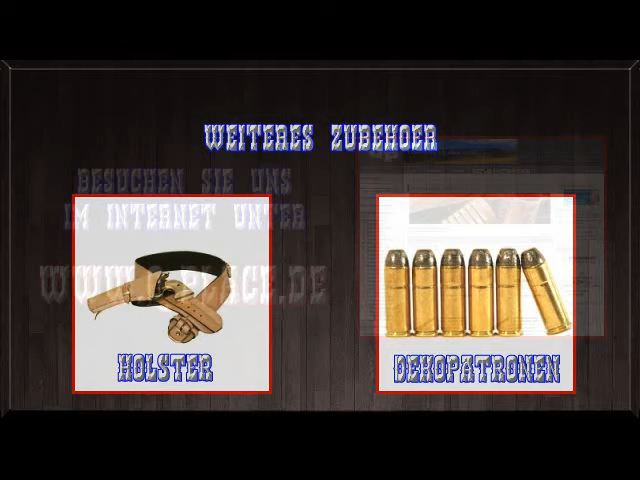 WEITERES ZUBEHOER
BESUCHEN SIE UNS
IM INTERNET UNTER
HOLSTER
DEKOPATRONEN